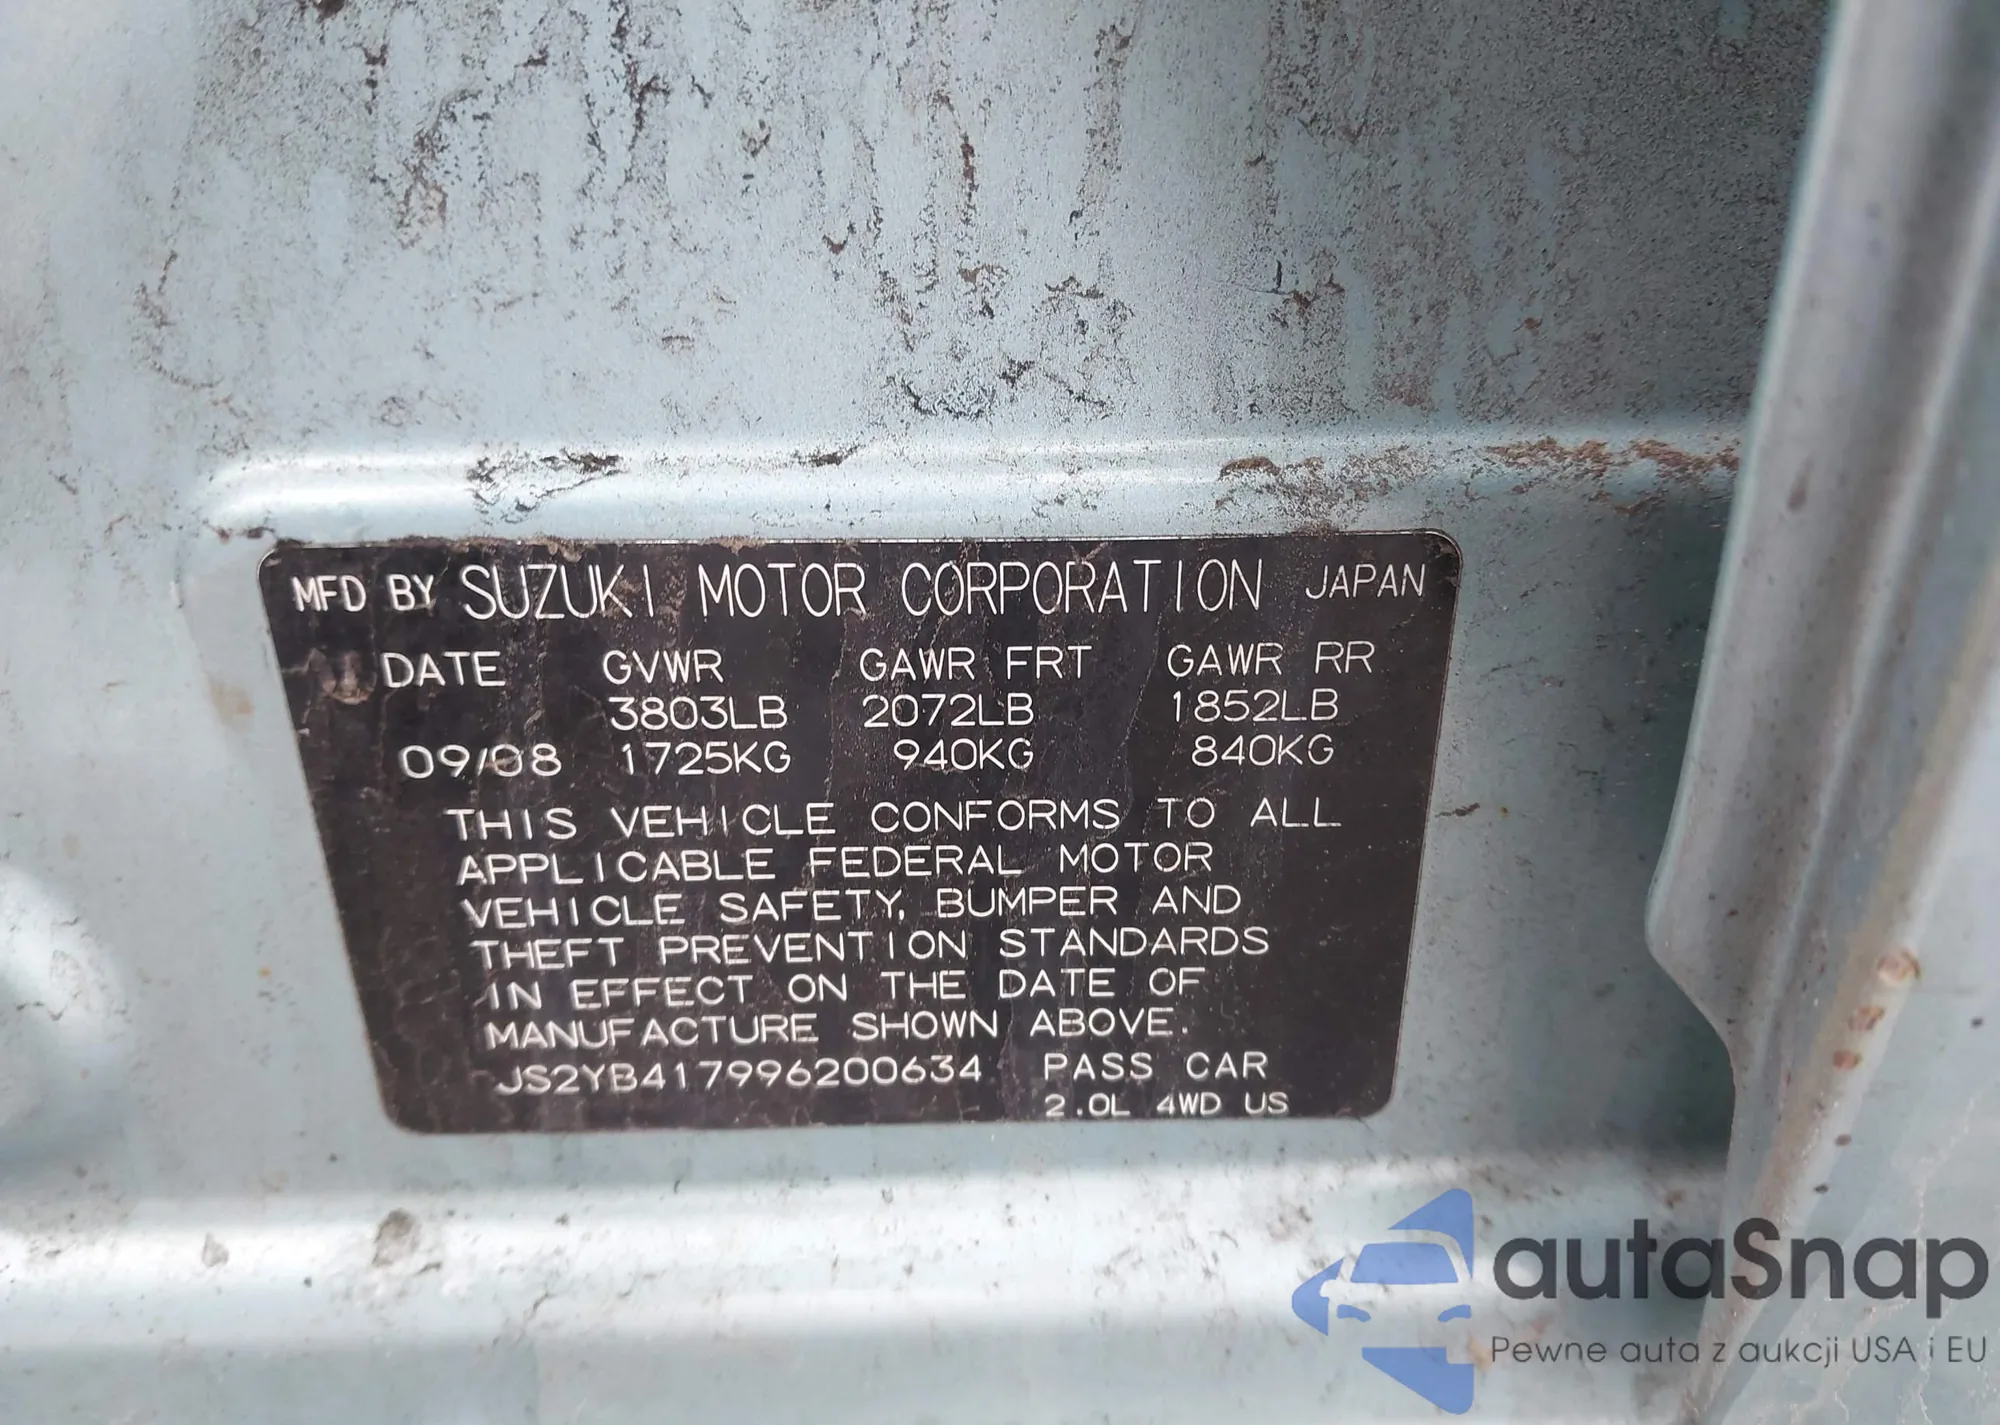 MFD BY SUZUKI MOTOR CORPORATION JAPAN
DATE GVWR GAWR FRT GAWR RR
3803LB 2072LB 1852LB
09/08 1725KG 940KG 840KG
THIS VEHICLE CONFORMS TO ALL
APPLICABLE FEDERAL MOTOR
VEHICLE SAFETY, BUMPER AND
THEFT PREVENTION STANDARDS
IN EFFECT ON THE DATE OF
MANUFACTURE SHOWN ABOVE.
JS2YB417996200634 PASS CAR
2.0L 4WD US
autaSnap
Pewne auta z aukcji USA i EU